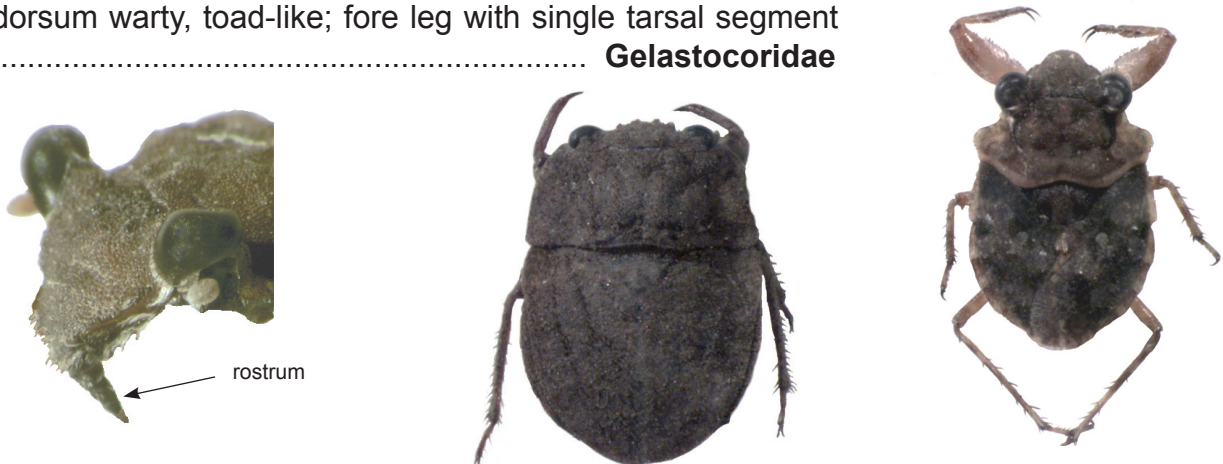 dorsum warty, toad-like; fore leg with single tarsal segment
................................................................ Gelastocoridae
rostrum